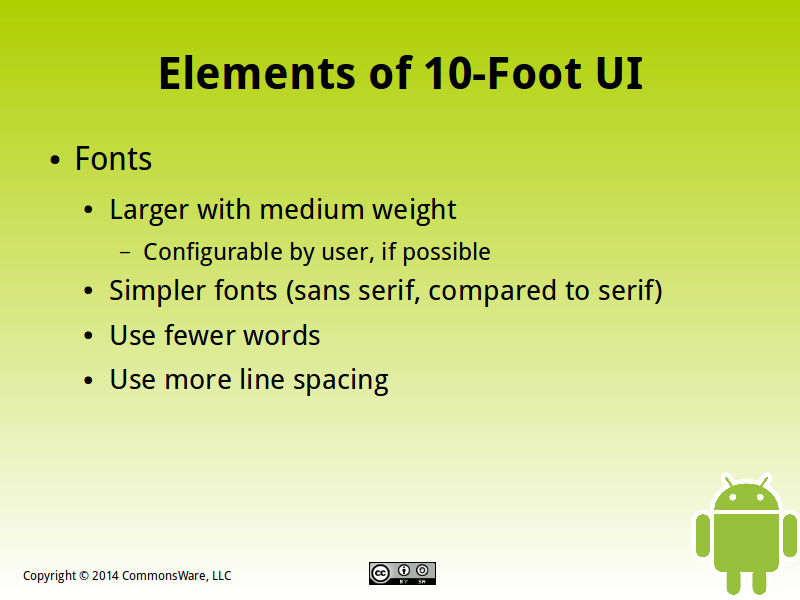 Elements of 10-Foot UI
• Fonts
• Larger with medium weight
– Configurable by user, if possible
• Simpler fonts (sans serif, compared to serif)
• Use fewer words
• Use more line spacing
Copyright © 2014 CommonsWare, LLC
cc
BY SA